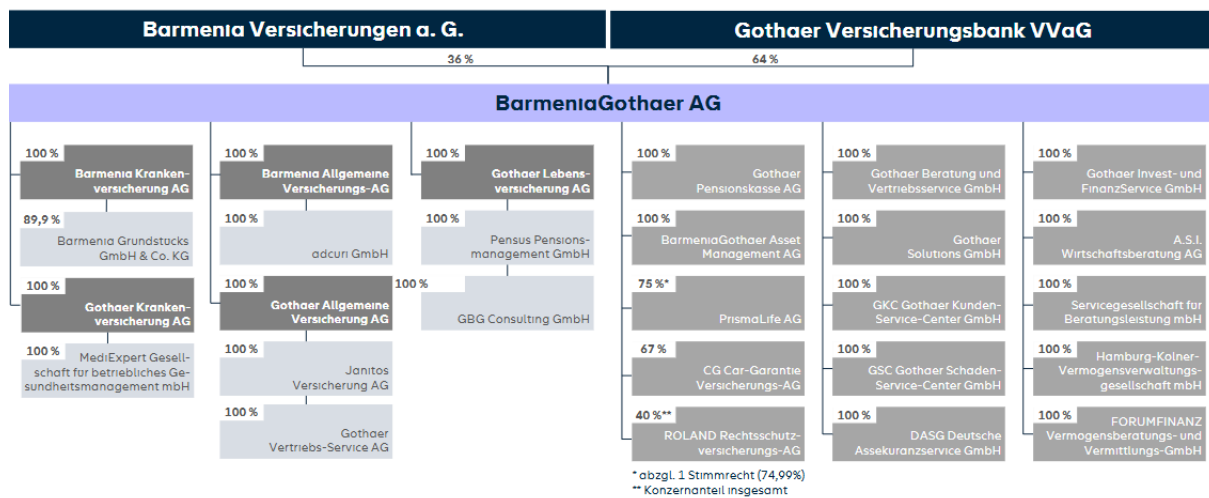 Barmenia Versicherungen a. G.
Gothaer Versicherungsbank VVaG
36 %
64 %
BarmeniaGothaer AG
100 %
Barmenia Kranken-
versicherung AG
89,9 %
Barmenia Grundstücks
GmbH & Co. KG
100 %
Gothaer Kranken-
versicherung AG
100 %
MediExpert Gesell-
schaft für betriebliches Ge-
sundheitsmanagement mbH
100 %
Barmenia Allgemeine
Versicherungs-AG
100 %
adcuri GmbH
100 %
Gothaer Allgemeine
Versicherung AG
100 %
Janitos
Versicherung AG
100 %
Gothaer
Vertriebs-Service AG
100 %
Gothaer Lebens-
versicherung AG
100 %
Pensus Pensions-
management GmbH
100 %
GBG Consulting GmbH
100 %
Gothaer
Pensionskasse AG
100 %
BarmeniaGothaer Asset
Management AG
75 %*
PrismaLife AG
67 %
CG Car-Garantie
Versicherungs-AG
40 %**
ROLAND Rechtsschutz-
versicherungs-AG
* abzgl. 1 Stimmrecht (74,99%)
** Konzernanteil insgesamt
100 %
Gothaer Beratung und
Vertriebsservice GmbH
100 %
Gothaer
Solutions GmbH
100 %
GKC Gothaer Kunden-
Service-Center GmbH
100 %
GSC Gothaer Schaden-
Service-Center GmbH
100 %
DASG Deutsche
Assekuranzservice GmbH
100 %
Gothaer Invest- und
FinanzService GmbH
100 %
A.S.I.
Wirtschaftsberatung AG
100 %
Servicegesellschaft für
Beratungsleistung mbH
100 %
Hamburg-Kölner-
Vermögensverwaltungs-
gesellschaft mbH
100 %
FORUMFINANZ
Vermögensberatungs- und
Vermittlungs-GmbH